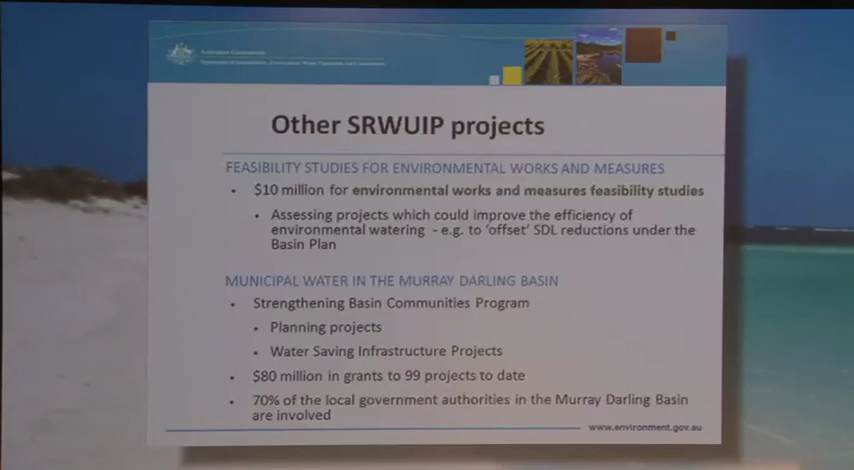 Australian Government
Other SRWUIP projects
FEASIBILITY STUDIES FOR ENVIRONMENTAL WORKS AND MEASURES
• $10 million for environmental works and measures feasibility studies
• Assessing projects which could improve the efficiency of
environmental watering - e.g. to 'offset' SDL reductions under the
Basin Plan
MUNICIPAL WATER IN THE MURRAY DARLING BASIN
• Strengthening Basin Communities Program
• Planning projects
• Water Saving Infrastructure Projects
• $80 million in grants to 99 projects to date
• 70% of the local government authorities in the Murray Darling Basin
are involved
www.environment.gov.au